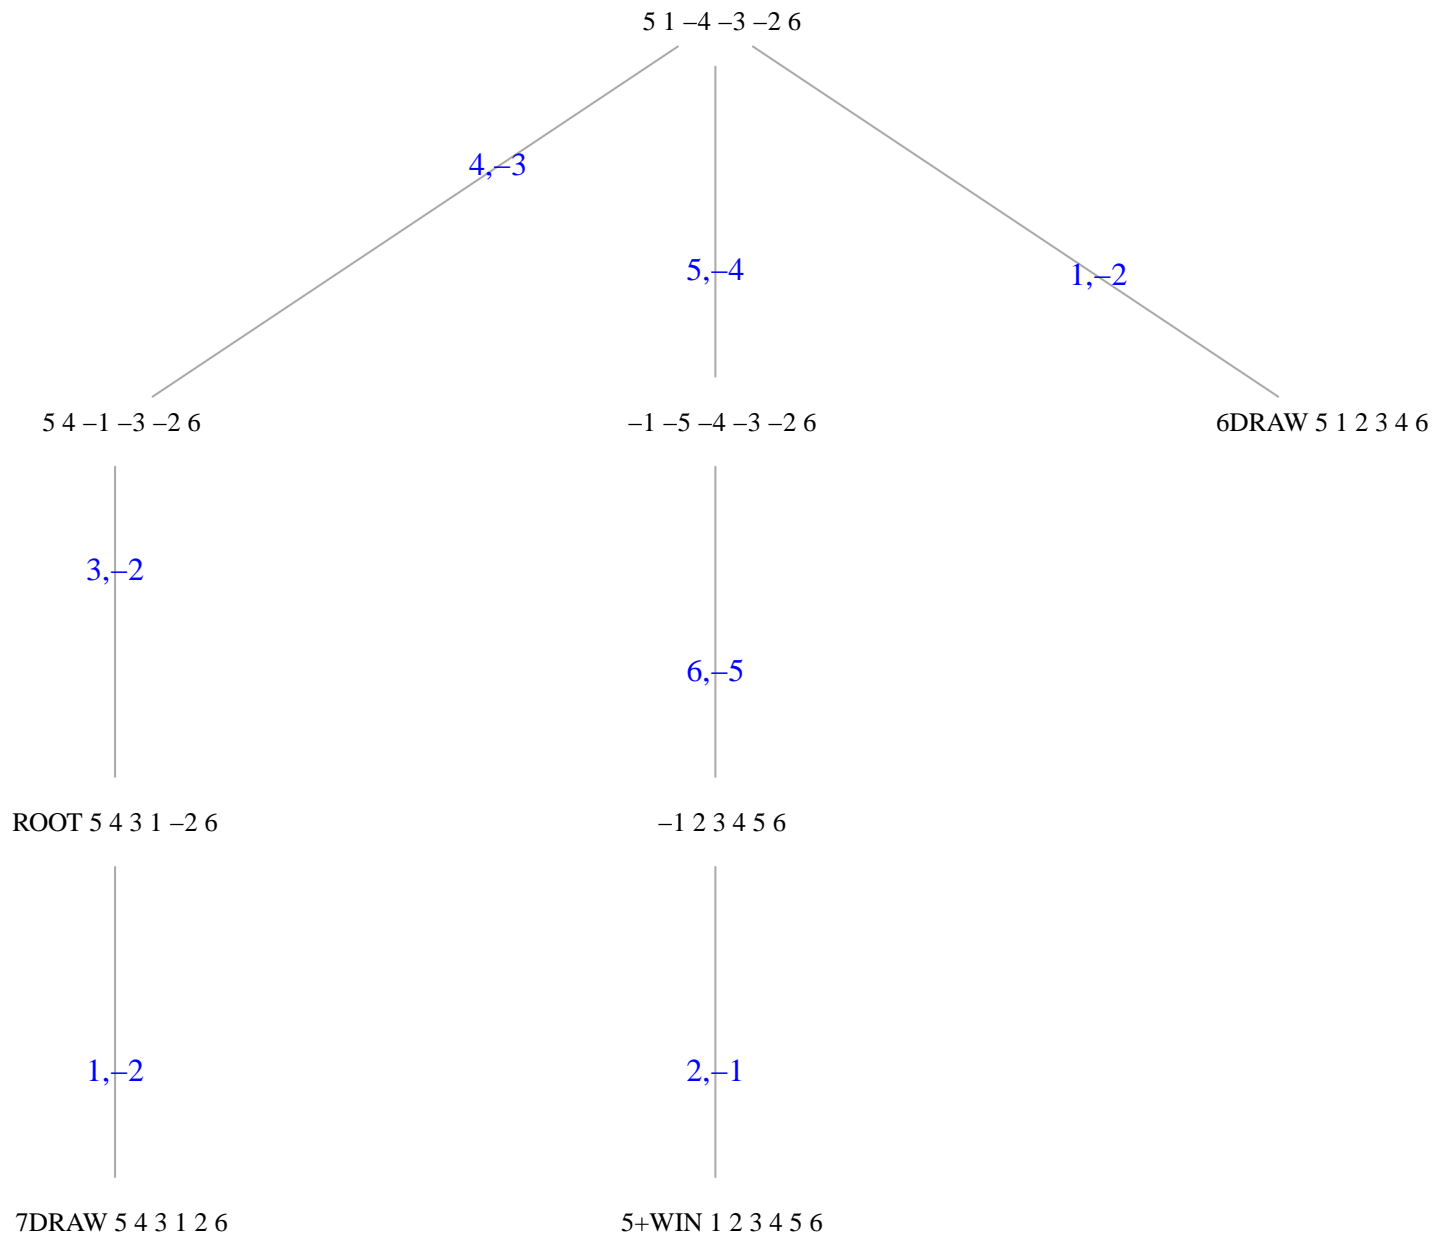 5 1 –4 –3 –2 6
4,–3
5,–4
1,–2
5 4 –1 –3 –2 6
–1 –5 –4 –3 –2 6
6DRAW 5 1 2 3 4 6
3,–2
6,–5
ROOT 5 4 3 1 –2 6
–1 2 3 4 5 6
1,–2
2,–1
7DRAW 5 4 3 1 2 6
5+WIN 1 2 3 4 5 6